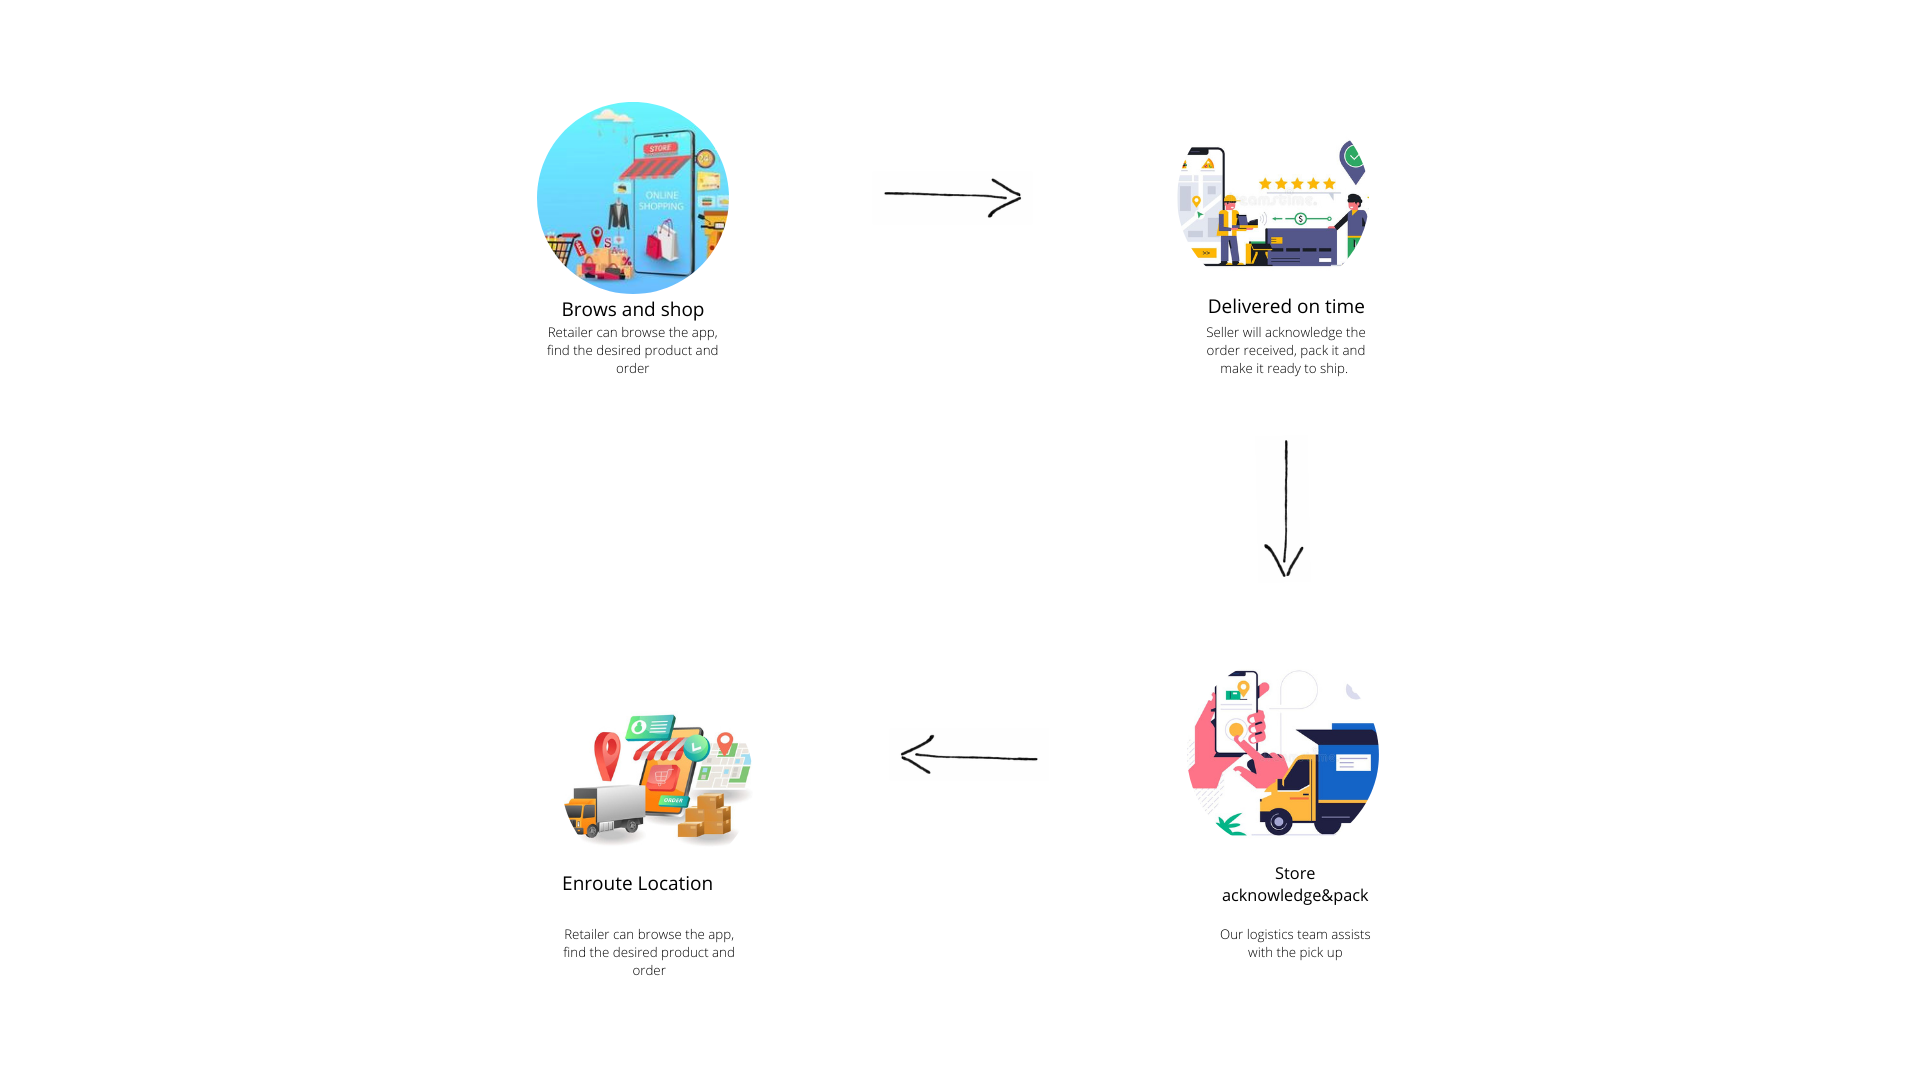 STORE
24
ONLINE
SHOPPING
Brows and shop
Retailer can browse the app,
find the desired product and
order
$
>>
Delivered on time
Seller will acknowledge the
order received, pack it and
make it ready to ship.
ORDER
Enroute Location
Retailer can browse the app,
find the desired product and
order
Store
acknowledge&pack
Our logistics team assists
with the pick up